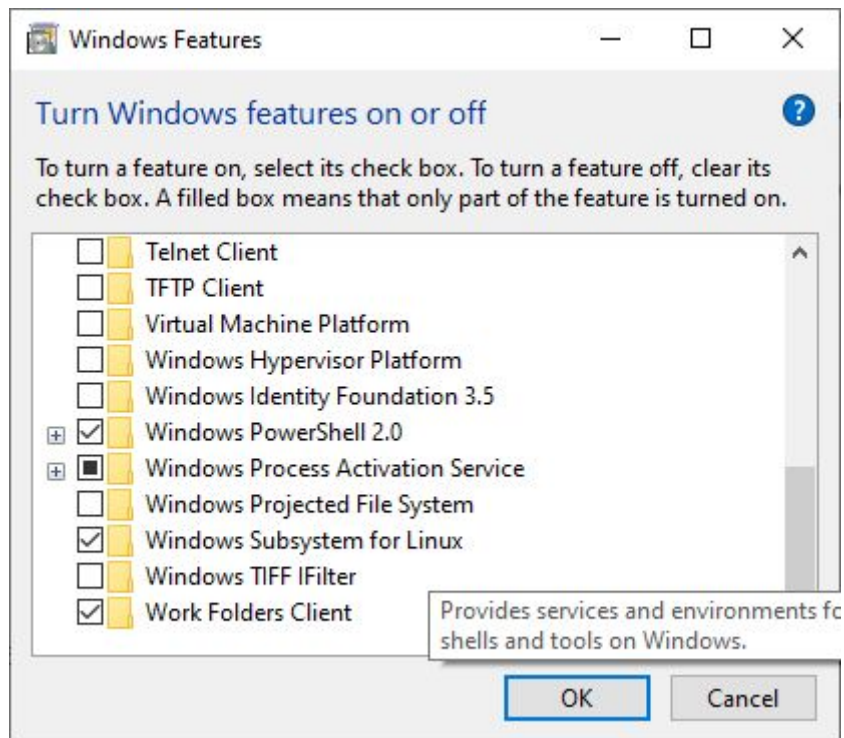 Windows Features
Turn Windows features on or off
To turn a feature on, select its check box. To turn a feature off, clear its
check box. A filled box means that only part of the feature is turned on.
Telnet Client
TFTP Client
Virtual Machine Platform
Windows Hypervisor Platform
Windows Identity Foundation 3.5
Windows PowerShell 2.0
Windows Process Activation Service
Windows Projected File System
Windows Subsystem for Linux
Windows TIFF IFilter
Work Folders Client
Provides services and environments fo
shells and tools on Windows.
OK
Cancel